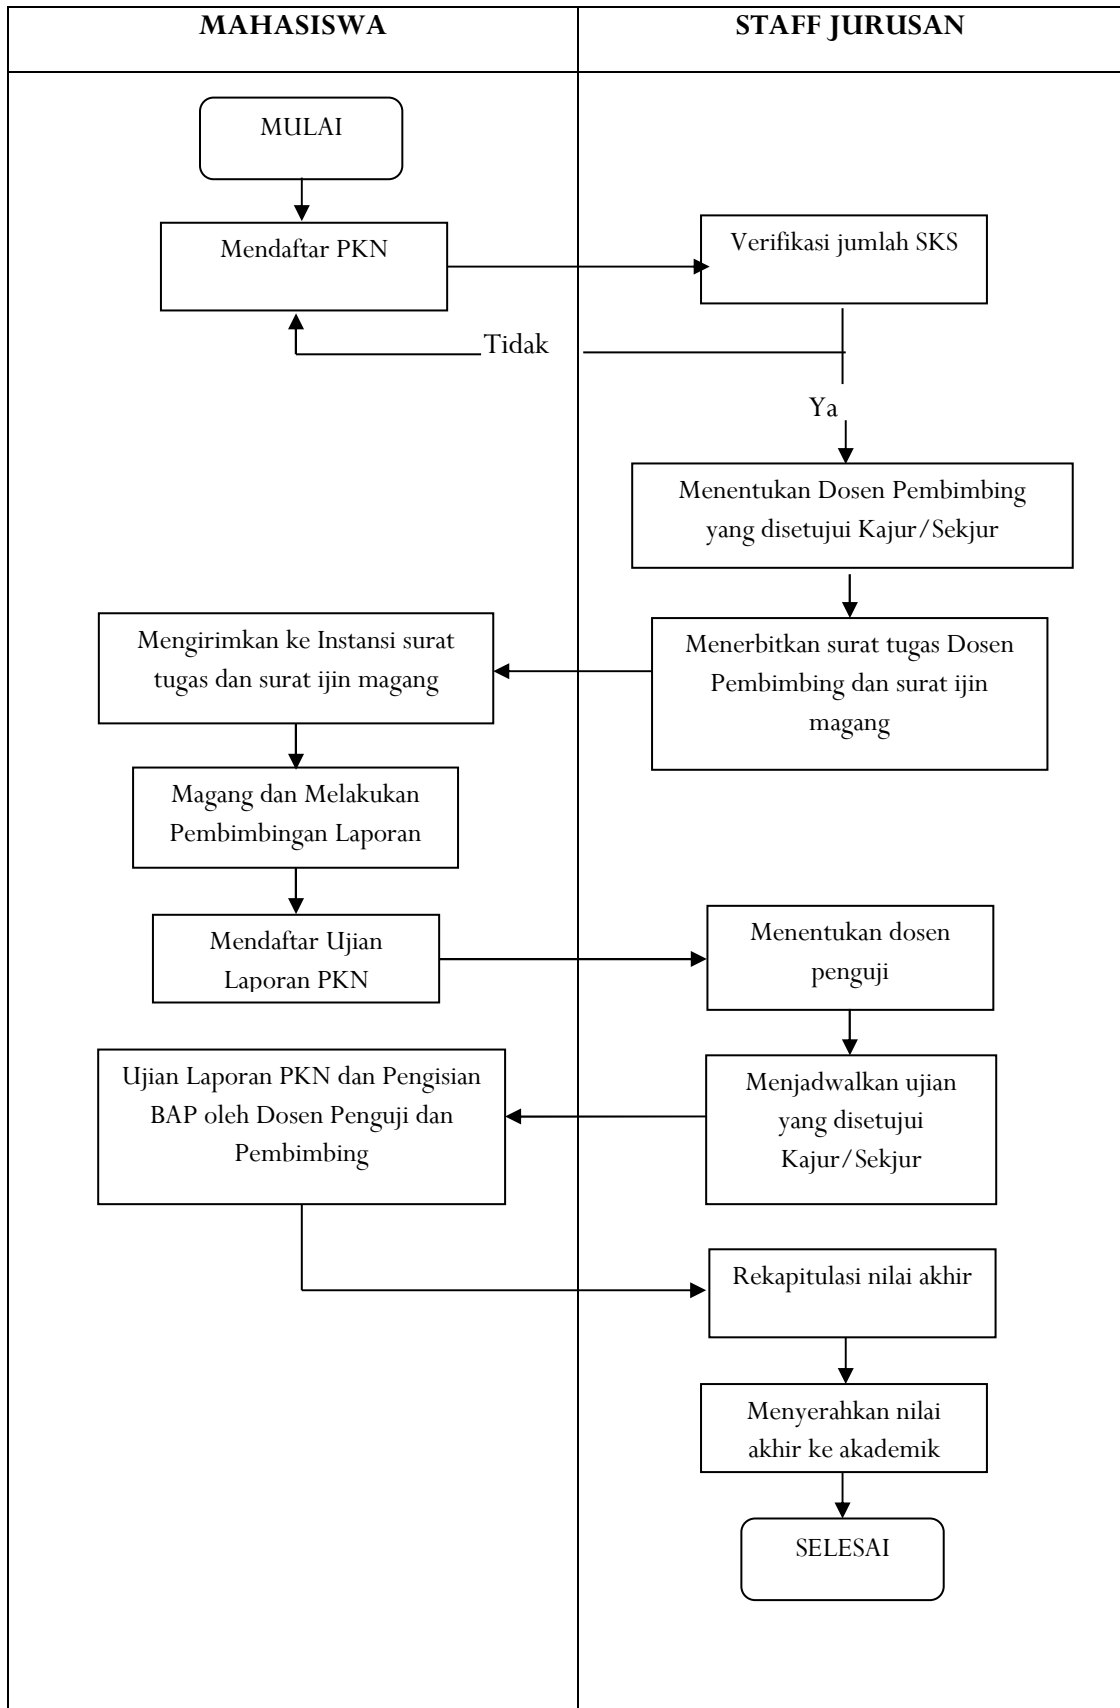 MAHASISWA
STAFF JURUSAN
MULAI
Mendaftar PKN
Verifikasi jumlah SKS
Tidak
Ya
Menentukan Dosen Pembimbing
yang disetujui Kajur/Sekjur
Mengirimkan ke Instansi surat
tugas dan surat ijin magang
Menerbitkan surat tugas Dosen
Pembimbing dan surat ijin
magang
Magang dan Melakukan
Pembimbingan Laporan
Mendaftar Ujian
Laporan PKN
Menentukan dosen
penguji
Ujian Laporan PKN dan Pengisian
BAP oleh Dosen Penguji dan
Pembimbing
Menjadwalkan ujian
yang disetujui
Kajur/Sekjur
Rekapitulasi nilai akhir
Menyerahkan nilai
akhir ke akademik
SELESAI